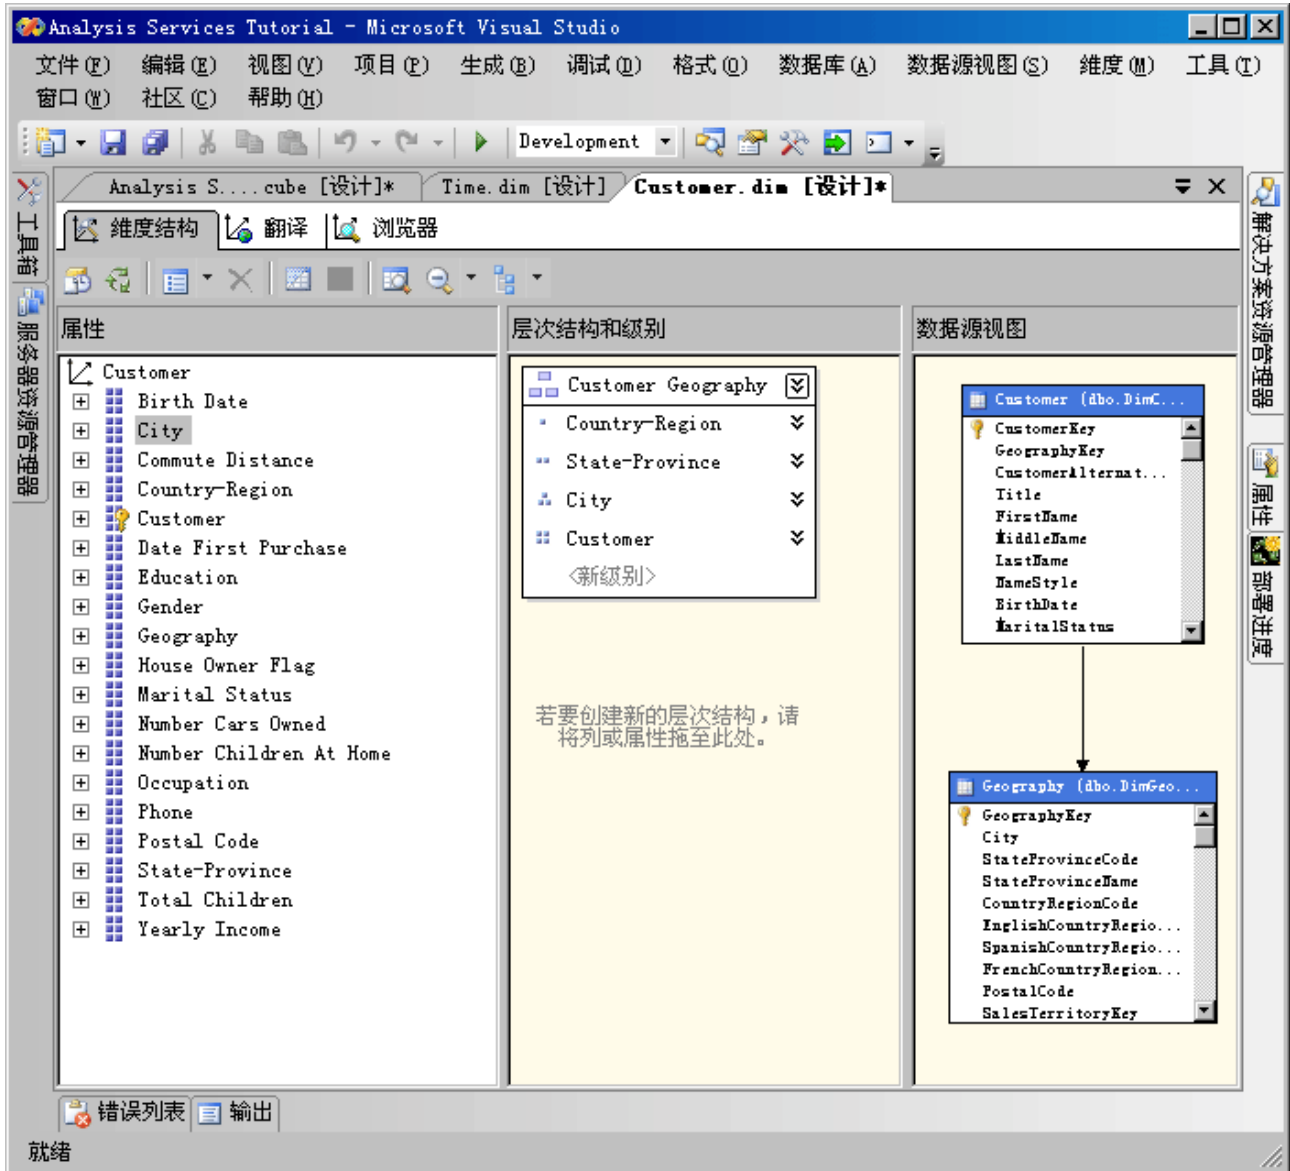 Analysis Services Tutorial - Microsoft Visual Studio
文件(F) 编辑(E) 视图(V) 项目(P) 生成(B) 调试(D) 格式(O) 数据库(A) 数据源视图(S) 维度(M) 工具(T)
窗口(W) 社区(C) 帮助(H)
Development
Analysis S....cube [设计]* Time.dim [设计] Customer.dim [设计]*
维度结构 翻译 浏览器
工具箱
服务器资源管理器
属性
Customer
Birth Date
City
Commute Distance
Country-Region
Customer
Date First Purchase
Education
Gender
Geography
House Owner Flag
Marital Status
Number Cars Owned
Number Children At Home
Occupation
Phone
Postal Code
State-Province
Total Children
Yearly Income
层次结构和级别
Customer Geography
Country-Region
State-Province
City
Customer
<新级别>
若要创建新的层次结构，请
将列或属性拖至此处。
数据源视图
Customer (dbo.DimC...
CustomerKey
GeographyKey
CustomerAlternat...
Title
FirstName
MiddleName
LastName
NameStyle
BirthDate
MaritalStatus
Geography (dbo.DimGeo...
GeographyKey
City
StateProvinceCode
StateProvinceName
CountryRegionCode
EnglishCountryRegio...
SpanishCountryRegio...
FrenchCountryRegion...
PostalCode
SalesTerritoryKey
解决方案资源管理器
属性
部署进度
错误列表 输出
就绪